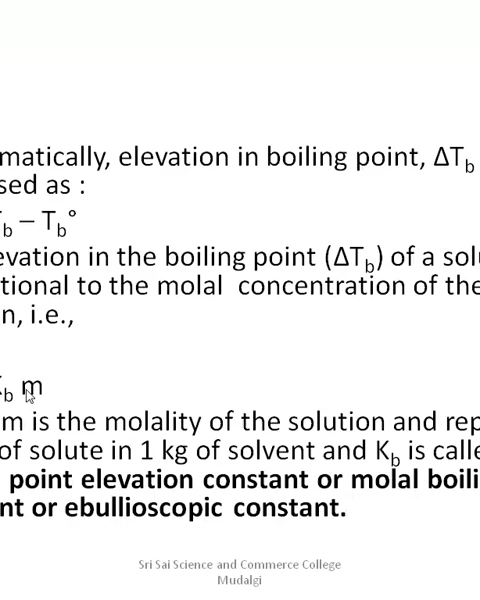 matically, elevation in boiling point, ΔTb
sed as :
b – Tb°
evation in the boiling point (ΔTb) of a solu
tional to the molal concentration of the
n, i.e.,
b m
m is the molality of the solution and rep
of solute in 1 kg of solvent and Kb is calle
point elevation constant or molal boili
nt or ebullioscopic constant.
Sri Sai Science and Commerce College
Mudalgi